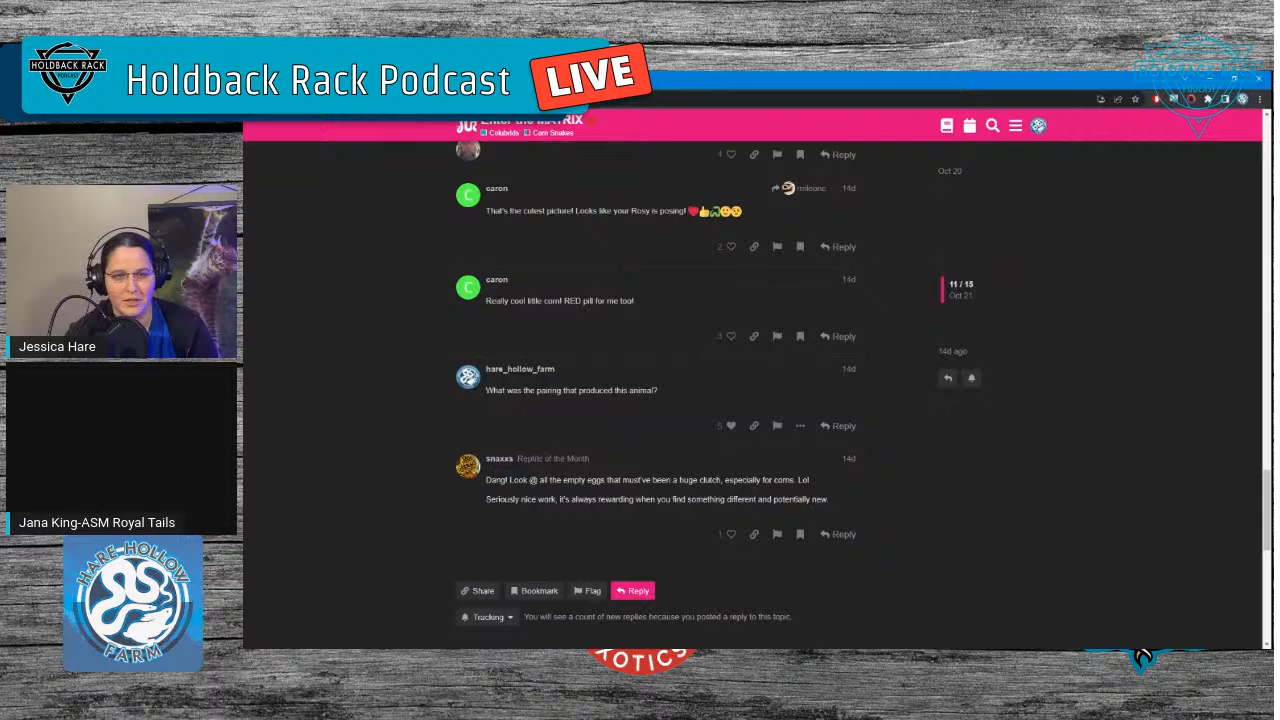 HOLDBACK RACK
PODCAST
Holdback Rack Podcast
LIVE
HOLDBACK RACK
PODCAST
Enter the MATRIX
Colubrids
Corn Snakes
4
Reply
Oct 20
caron
14d
That's the cutest picture! Looks like your Rosy is posing!
2
Reply
caron
14d
Really cool little corn! RED pill for me too!
3
Reply
11 / 15
Oct 21
14d ago
hare_hollow_farm
14d
What was the pairing that produced this animal?
5
Reply
snaxxs Reptile of the Month
14d
Dang! Look @ all the empty eggs that must've been a huge clutch, especially for corns. Lol
Seriously nice work, it's always rewarding when you find something different and potentially new.
1
Reply
Share
Bookmark
Flag
Reply
Tracking
You will see a count of new replies because you posted a reply to this topic.
Jessica Hare
Jana King-ASM Royal Tails
HARE HOLLOW
FARM
XOTICS